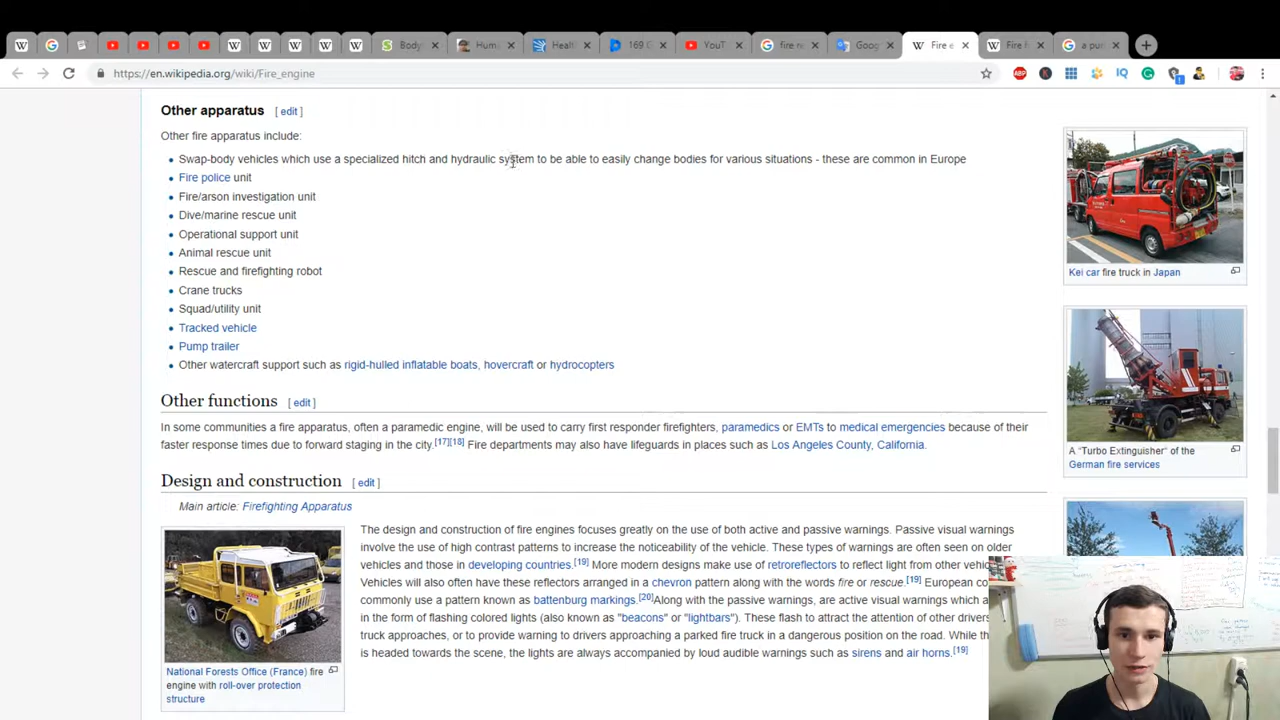 Body
Hum
Healt
169 G
YouT
fire re
Goog
Fire e
Fire h
a pur
https://en.wikipedia.org/wiki/Fire_engine
Other apparatus [ edit ]
Other fire apparatus include:
Swap-body vehicles which use a specialized hitch and hydraulic system to be able to easily change bodies for various situations - these are common in Europe
Fire police unit
Fire/arson investigation unit
Dive/marine rescue unit
Operational support unit
Animal rescue unit
Rescue and firefighting robot
Crane trucks
Squad/utility unit
Tracked vehicle
Pump trailer
Other watercraft support such as rigid-hulled inflatable boats, hovercraft or hydrocopters
Kei car fire truck in Japan
Other functions [ edit ]
In some communities a fire apparatus, often a paramedic engine, will be used to carry first responder firefighters, paramedics or EMTs to medical emergencies because of their
faster response times due to forward staging in the city.[17][18] Fire departments may also have lifeguards in places such as Los Angeles County, California.
A "Turbo Extinguisher" of the
German fire services
Design and construction [ edit ]
Main article: Firefighting Apparatus
The design and construction of fire engines focuses greatly on the use of both active and passive warnings. Passive visual warnings
involve the use of high contrast patterns to increase the noticeability of the vehicle. These types of warnings are often seen on older
vehicles and those in developing countries.[19] More modern designs make use of retroreflectors to reflect light from other vehic
Vehicles will also often have these reflectors arranged in a chevron pattern along with the words fire or rescue.[19] European co
commonly use a pattern known as battenburg markings.[20]Along with the passive warnings, are active visual warnings which a
in the form of flashing colored lights (also known as "beacons" or "lightbars"). These flash to attract the attention of other drivers
truck approaches, or to provide warning to drivers approaching a parked fire truck in a dangerous position on the road. While th
is headed towards the scene, the lights are always accompanied by loud audible warnings such as sirens and air horns.[19]
National Forests Office (France) fire
engine with roll-over protection
structure